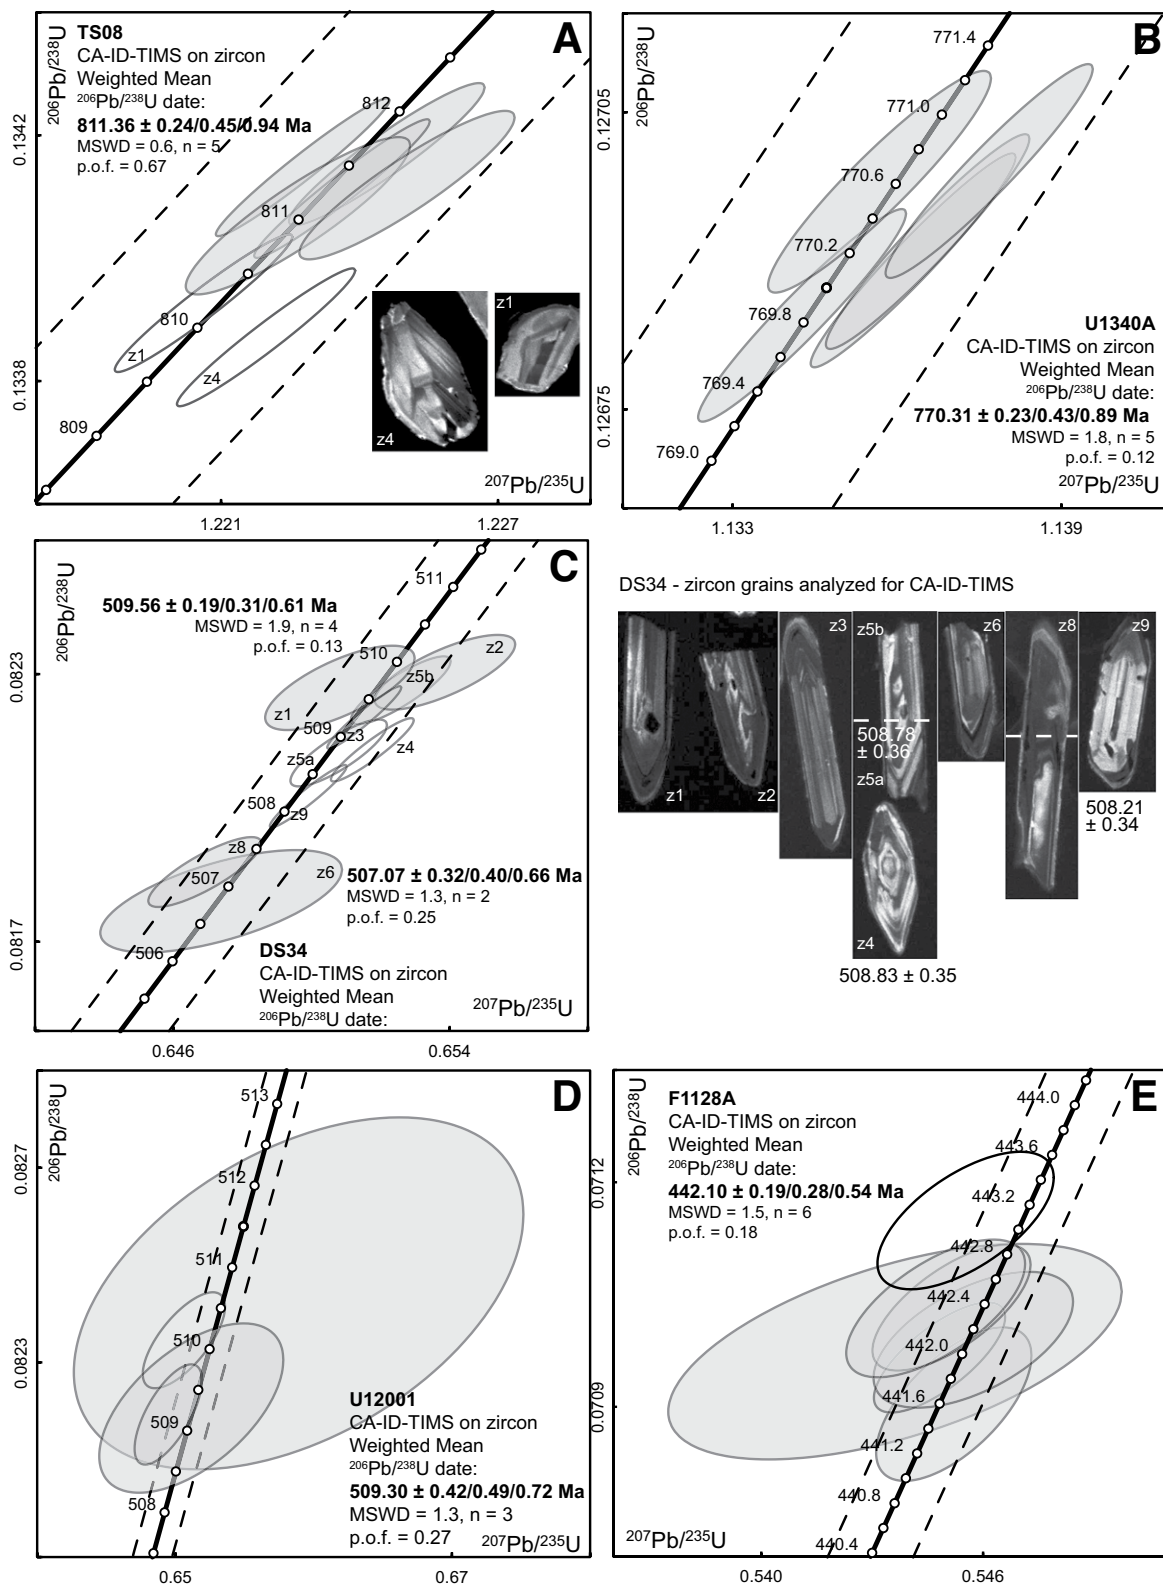 A
TS08
CA-ID-TIMS on zircon
Weighted Mean
206Pb/238U date:
811.36 ± 0.24/0.45/0.94 Ma
MSWD = 0.6, n = 5
p.o.f. = 0.67
206Pb/238U
0.1342
0.1338
812
811
810
809
z1
z4
z4
z1
207Pb/235U
1.221
1.227
B
206Pb/238U
0.12705
0.12675
771.4
771.0
770.6
770.2
769.8
769.4
769.0
U1340A
CA-ID-TIMS on zircon
Weighted Mean
206Pb/238U date:
770.31 ± 0.23/0.43/0.89 Ma
MSWD = 1.8, n = 5
p.o.f. = 0.12
207Pb/235U
1.133
1.139
C
206Pb/238U
0.0823
0.0817
509.56 ± 0.19/0.31/0.61 Ma
MSWD = 1.9, n = 4
p.o.f. = 0.13
511
510
509
508
507
506
z1
z2
z5b
z3
z4
z5a
z9
z8
z6
507.07 ± 0.32/0.40/0.66 Ma
MSWD = 1.3, n = 2
p.o.f. = 0.25
DS34
CA-ID-TIMS on zircon
Weighted Mean
206Pb/238U date:
207Pb/235U
0.646
0.654
DS34 - zircon grains analyzed for CA-ID-TIMS
z1
z2
z3
z5b
508.78
± 0.36
z5a
z4
508.83 ± 0.35
z6
z8
z9
508.21
± 0.34
D
206Pb/238U
0.0827
0.0823
513
512
511
510
509
508
U12001
CA-ID-TIMS on zircon
Weighted Mean
206Pb/238U date:
509.30 ± 0.42/0.49/0.72 Ma
MSWD = 1.3, n = 3
p.o.f. = 0.27
207Pb/235U
0.65
0.67
E
F1128A
CA-ID-TIMS on zircon
Weighted Mean
206Pb/238U date:
442.10 ± 0.19/0.28/0.54 Ma
MSWD = 1.5, n = 6
p.o.f. = 0.18
206Pb/238U
0.0712
0.0709
444.0
443.6
443.2
442.8
442.4
442.0
441.6
441.2
440.8
440.4
207Pb/235U
0.540
0.546